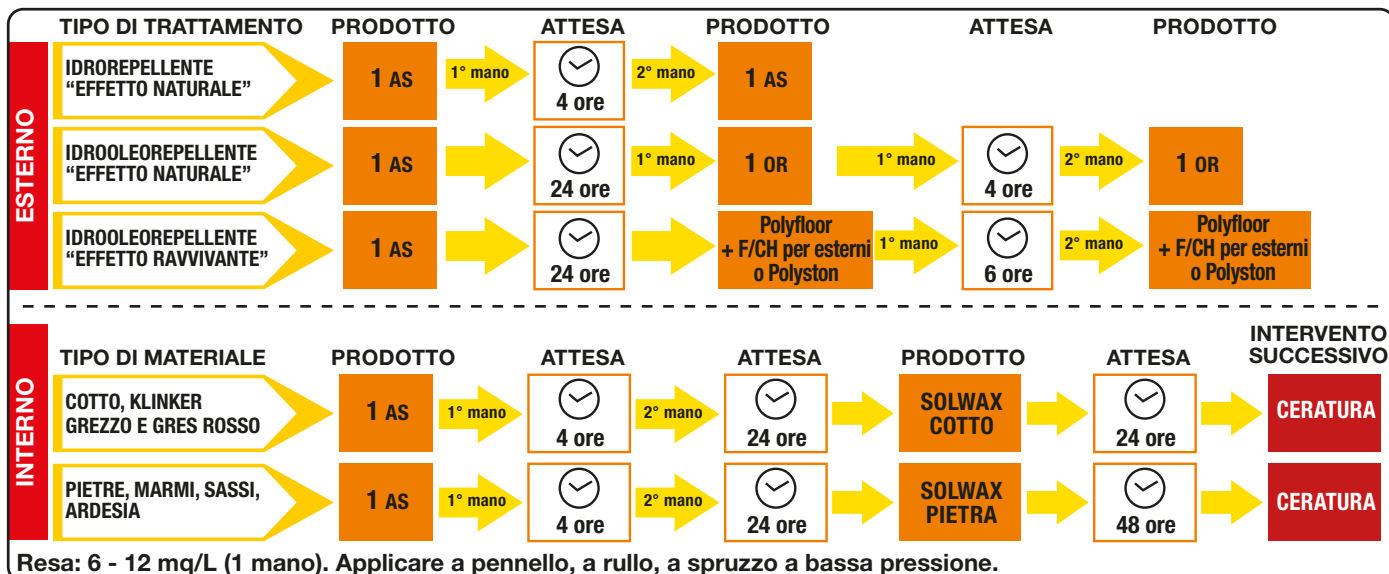 TIPO DI TRATTAMENTO PRODOTTO ATTESA PRODOTTO ATTESA PRODOTTO
ESTERNO
IDROREPELLENTE
“EFFETTO NATURALE”
1 AS
1° mano
4 ore
2° mano
1 AS
IDROOLEOREPELLENTE
“EFFETTO NATURALE”
1 AS
24 ore
1° mano
1 OR
1° mano
4 ore
2° mano
1 OR
IDROOLEOREPELLENTE
“EFFETTO RAVVIVANTE”
1 AS
24 ore
Polyfloor
+ F/CH per esterni
o Polyston
1° mano
6 ore
2° mano
Polyfloor
+ F/CH per esterni
o Polyston
INTERNO
TIPO DI MATERIALE PRODOTTO ATTESA ATTESA PRODOTTO ATTESA
INTERVENTO
SUCCESSIVO
COTTO, KLINKER
GREZZO E GRES ROSSO
1 AS
1° mano
4 ore
2° mano
24 ore
SOLWAX
COTTO
24 ore
CERATURA
PIETRE, MARMI, SASSI,
ARDESIA
1 AS
1° mano
4 ore
2° mano
24 ore
SOLWAX
PIETRA
48 ore
CERATURA
Resa: 6 - 12 mq/L (1 mano). Applicare a pennello, a rullo, a spruzzo a bassa pressione.